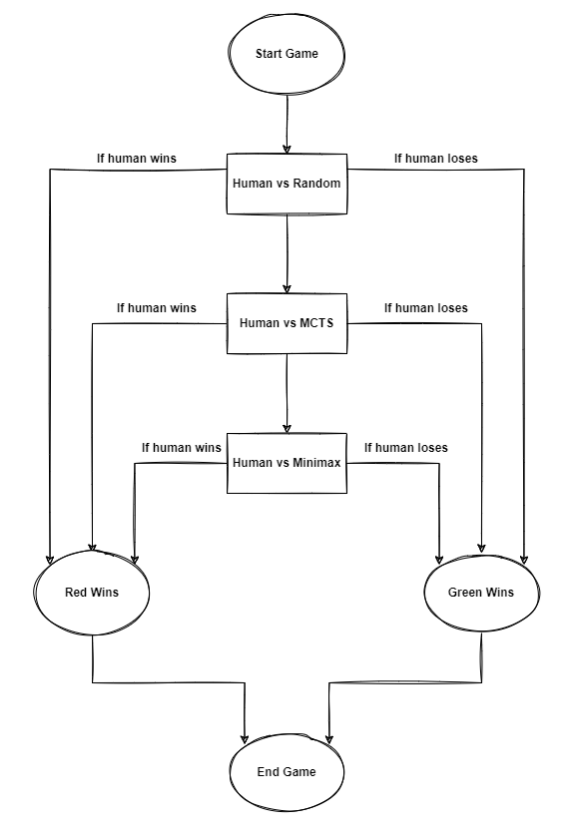 Start Game
If human wins
If human loses
Human vs Random
If human wins
If human loses
Human vs MCTS
If human wins
If human loses
Human vs Minimax
Red Wins
Green Wins
End Game